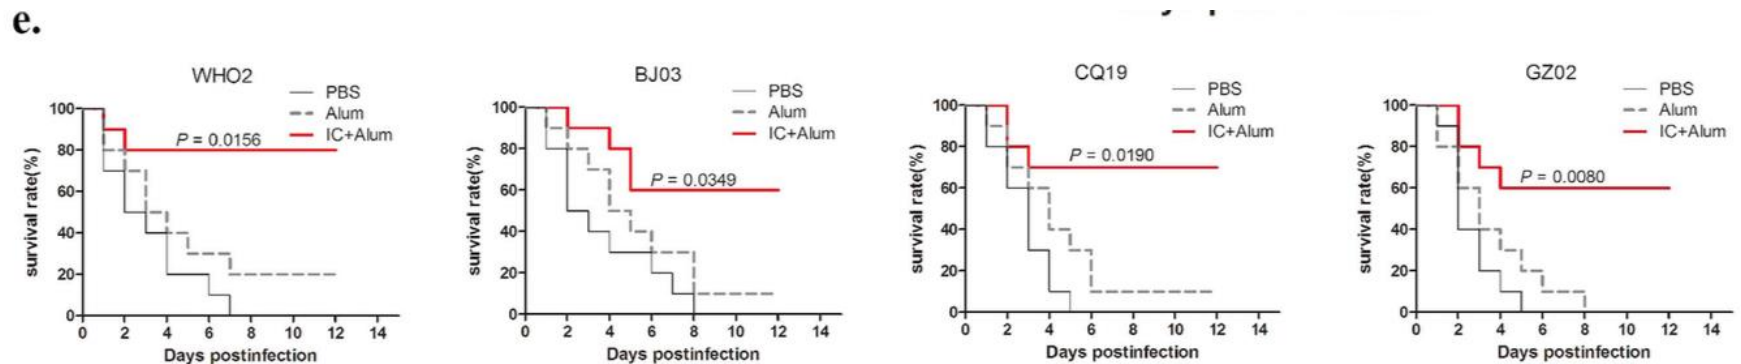 e.
WHO2
PBS
Alum
IC+Alum
P = 0.0156
survival rate(%)
100
80
60
40
20
0
0 2 4 6 8 10 12 14
Days postinfection
BJ03
PBS
Alum
IC+Alum
P = 0.0349
survival rate(%)
100
80
60
40
20
0
0 2 4 6 8 10 12 14
Days postinfection
CQ19
PBS
Alum
IC+Alum
P = 0.0190
survival rate(%)
100
80
60
40
20
0
0 2 4 6 8 10 12 14
Days postinfection
GZ02
PBS
Alum
IC+Alum
P = 0.0080
survival rate(%)
100
80
60
40
20
0
0 2 4 6 8 10 12 14
Days postinfection